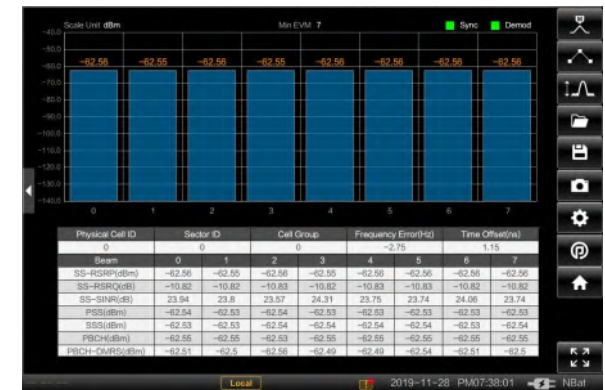 Scale Unit dBm Min EVM 7 Sync Demod
-40.0
-50.0
-60.0
-70.0
-80.0
-90.0
-100.0
-110.0
-120.0
-130.0
-140.0
-62.56 -62.55 -62.56 -62.55 -62.56 -62.55 -62.56 -62.56
0 1 2 3 4 5 6 7
Physical Cell ID Sector ID Cell Group Frequency Error(Hz) Time Offset(ns)
0 0 0 -2.75 1.15
Beam 0 1 2 3 4 5 6 7
SS-RSRP(dBm) -62.56 -62.55 -62.56 -62.55 -62.56 -62.55 -62.56 -62.55
SS-RSRQ(dB) -10.82 -10.82 -10.83 -10.82 -10.83 -10.82 -10.82 -10.82
SS-SINR(dB) 23.94 23.8 23.57 24.31 23.75 23.74 24.06 23.74
PSS(dBm) -62.54 -62.53 -62.54 -62.53 -62.54 -62.53 -62.54 -62.53
SSS(dBm) -62.53 -62.53 -62.54 -62.53 -62.53 -62.54 -62.53 -62.54
PBCH(dBm) -62.55 -62.55 -62.55 -62.53 -62.55 -62.55 -62.55 -62.55
PBCH-DMRS(dBm) -62.51 -62.5 -62.56 -62.49 -62.49 -62.54 -62.51 -62.5
Local 2019-11-28 PM07:38:01 NBat